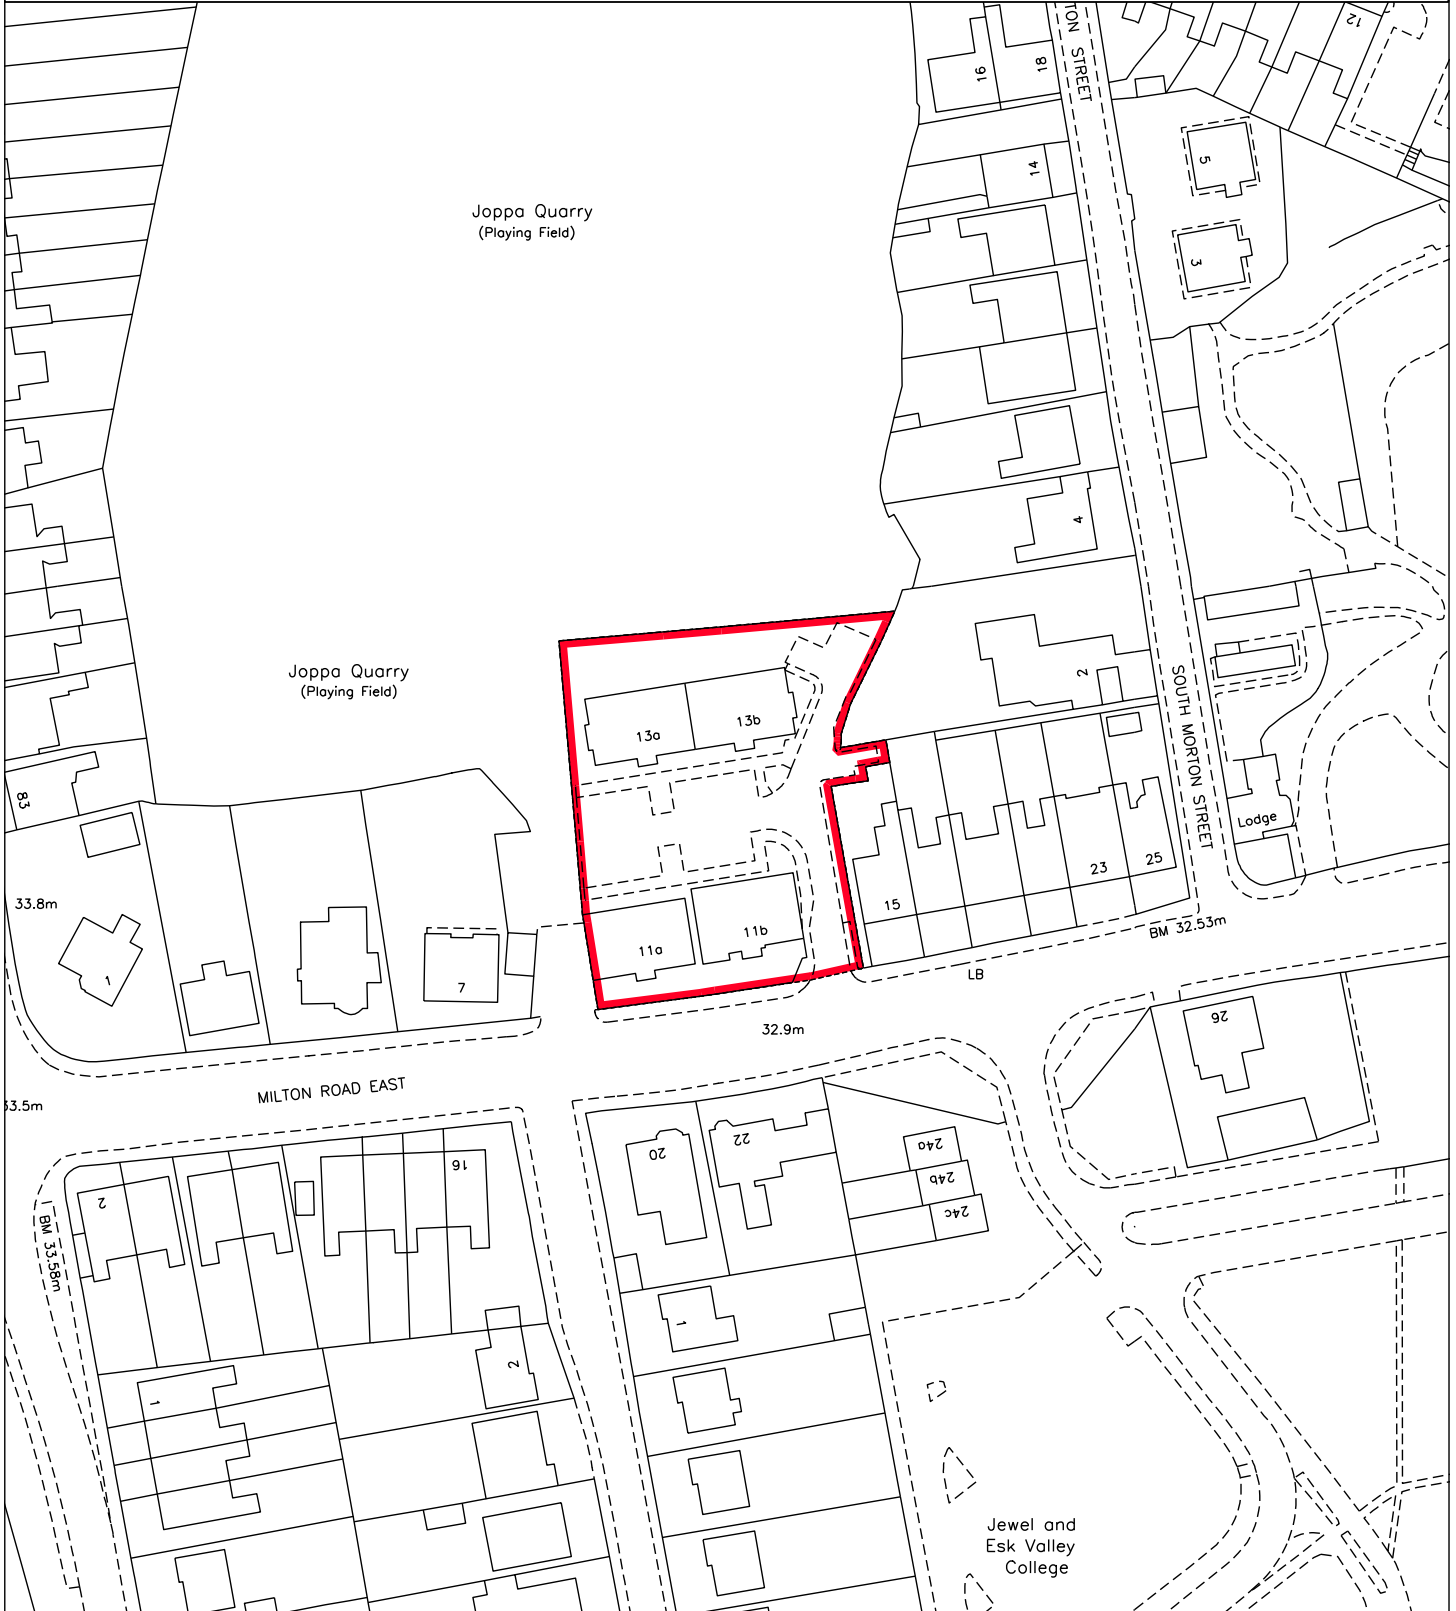 12
16
18
TON STREET
14
5
3
Joppa Quarry
(Playing Field)
4
Joppa Quarry
(Playing Field)
2
SOUTH MORTON STREET
13a
13b
83
Lodge
33.8m
15
23
25
1
7
11a
11b
BM 32.53m
LB
32.9m
26
MILTON ROAD EAST
33.5m
2
16
20
22
24a
24b
24c
BM 33.58m
1
2
1
Jewel and
Esk Valley
College